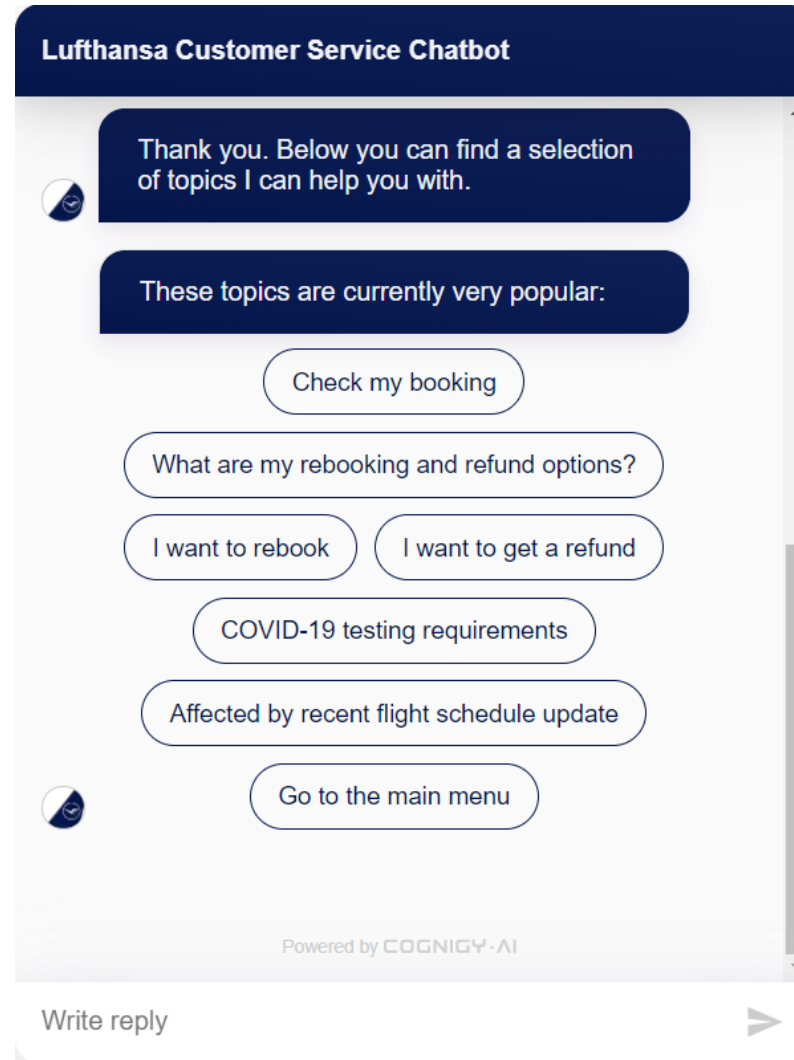 Lufthansa Customer Service Chatbot
Thank you. Below you can find a selection
of topics I can help you with.
These topics are currently very popular:
Check my booking
What are my rebooking and refund options?
I want to rebook
I want to get a refund
COVID-19 testing requirements
Affected by recent flight schedule update
Go to the main menu
Powered by COGNIGY·AI
Write reply